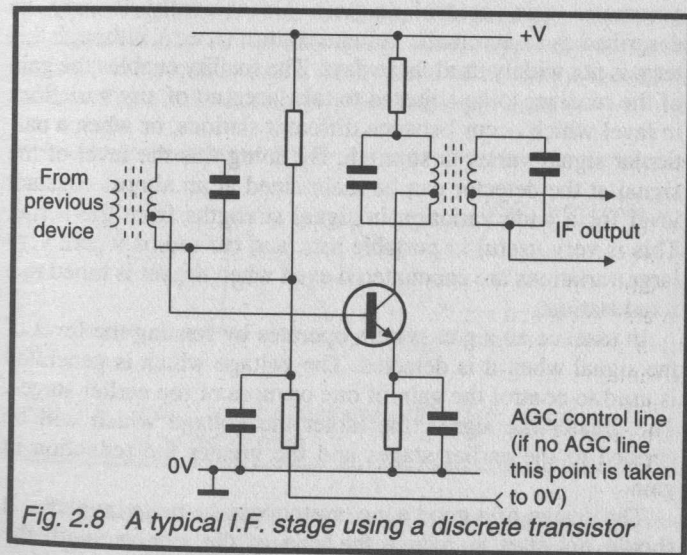 +V
From
previous
device
IF output
AGC control line
(if no AGC line
this point is taken
to 0V)
0V
Fig. 2.8 A typical I.F. stage using a discrete transistor